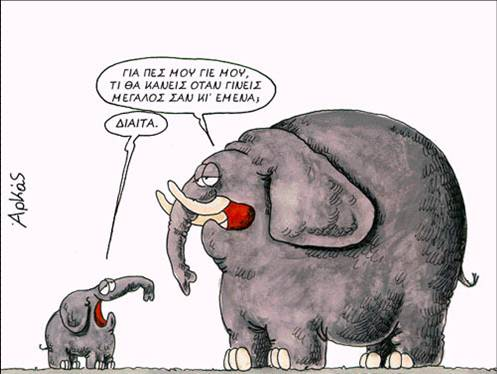 ΓΙΑ ΠΕΣ ΜΟΥ ΓΙΕ ΜΟΥ,
ΤΙ ΘΑ ΚΑΝΕΙΣ ΟΤΑΝ ΓΙΝΕΙΣ
ΜΕΓΑΛΟΣ ΣΑΝ ΚΙ' ΕΜΕΝΑ;
ΔΙΑΙΤΑ.
Αρκάς